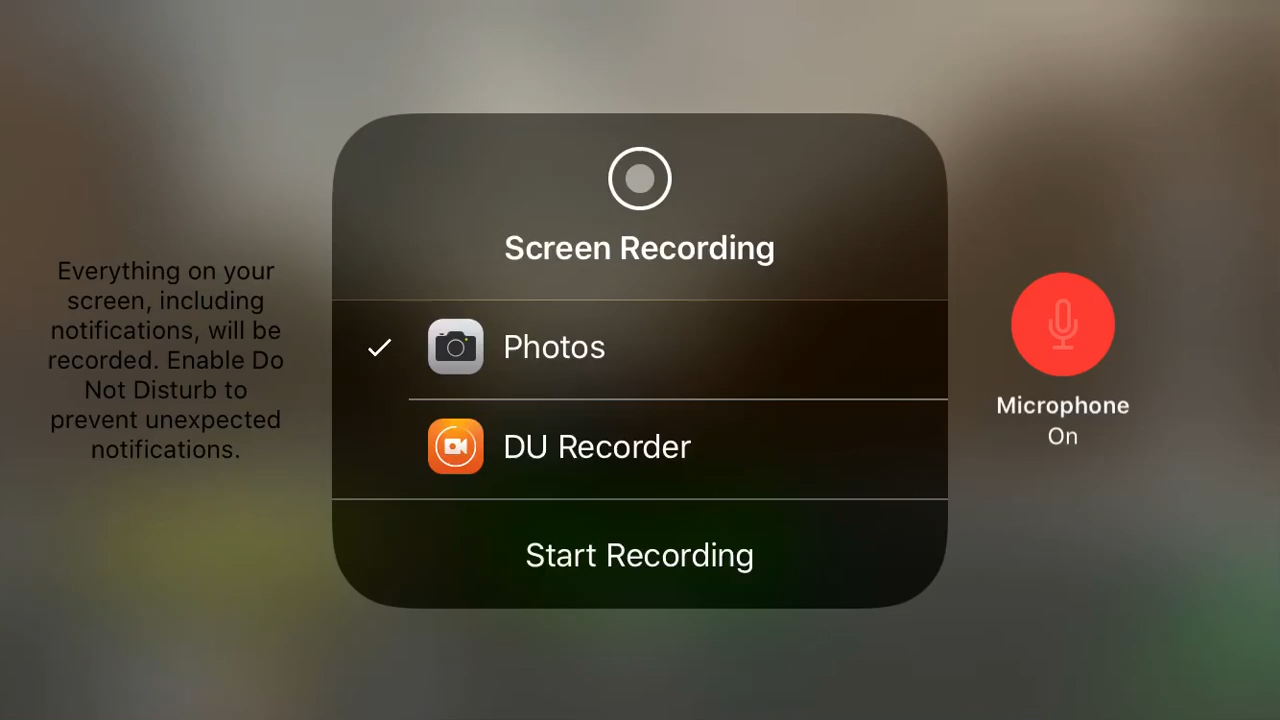 Everything on your
screen, including
notifications, will be
recorded. Enable Do
Not Disturb to
prevent unexpected
notifications.
Screen Recording
Photos
DU Recorder
Start Recording
Microphone
On